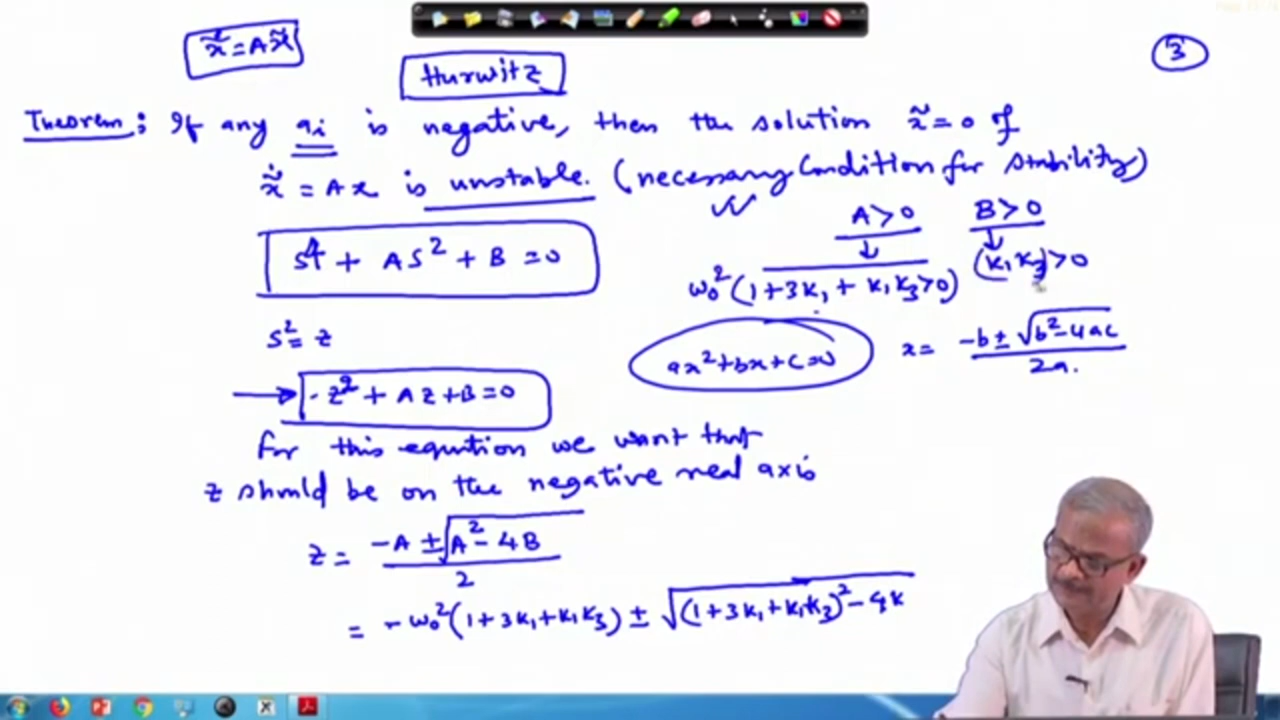 x̃̇ = A x̃
Hurwitz
3
Theorem: If any ai is negative, then the solution x̃ = 0 of
x̃̇ = Ax is unstable. (necessary condition for stability)
A>0 B>0
S⁴ + AS² + B = 0
ω₀² (1+3K₁ + K₁K₃>0) (K₁K₃)>0
S² = z
ax²+bx+c=0 x = (-b ± √(b²-4ac)) / 2a.
z² + Az+B=0
for this equtiion we want that
z should be on the negative real axis
z = (-A ± √(A² - 4B)) / 2
= - ω₀² (1+3K₁+K₁K₃) ± √((1+3K₁+K₁K₃)² - 4K